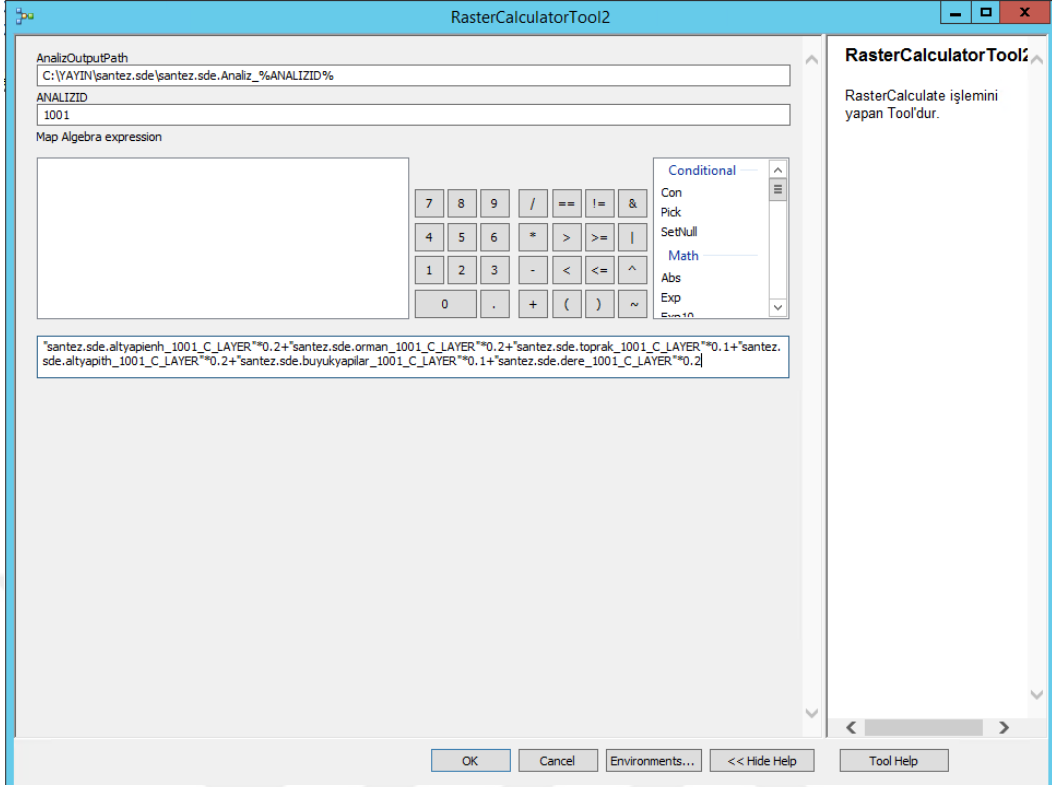 RasterCalculatorTool2
AnalizOutputPath
C:\YAYIN\santez.sde\santez.sde.Analiz_%ANALIZID%
ANALIZID
1001
Map Algebra expression
7 8 9 / == != &
4 5 6 * > >= |
1 2 3 - < <= ^
0 . + ( ) ~
Conditional
Con
Pick
SetNull
Math
Abs
Exp
Exp10
"santez.sde.altyapienh_1001_C_LAYER"*0.2+"santez.sde.orman_1001_C_LAYER"*0.2+"santez.sde.toprak_1001_C_LAYER"*0.1+"santez.
sde.altyapith_1001_C_LAYER"*0.2+"santez.sde.buyukyapilar_1001_C_LAYER"*0.1+"santez.sde.dere_1001_C_LAYER"*0.2
RasterCalculatorTool2
RasterCalculate işlemini
yapan Tool'dur.
OK
Cancel
Environments...
<< Hide Help
Tool Help